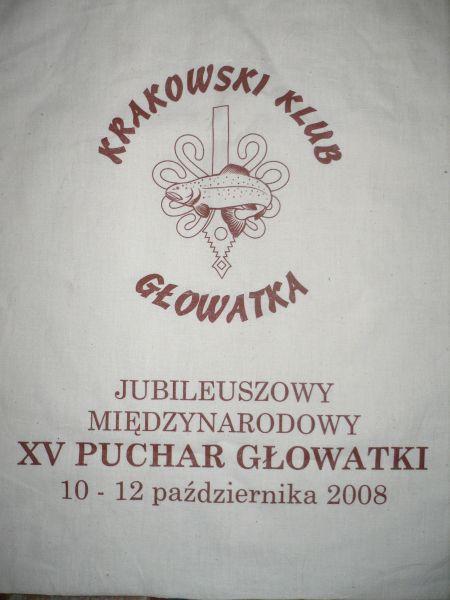 KRAKOWSKI KLUB
GŁOWATKA
JUBILEUSZOWY
MIĘDZYNARODOWY
XV PUCHAR GŁOWATKI
10 - 12 października 2008